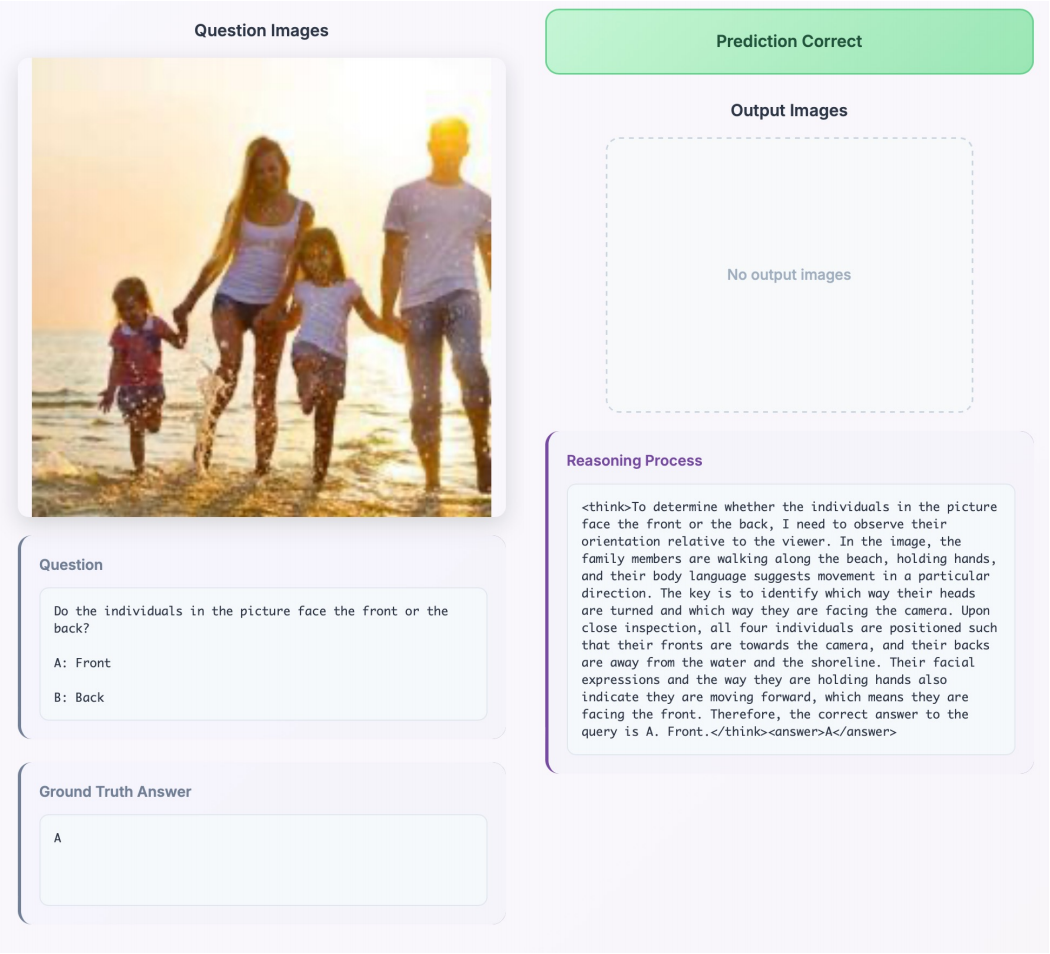 Question Images
Question
Do the individuals in the picture face the front or the
back?
A: Front
B: Back
Ground Truth Answer
A
Prediction Correct
Output Images
No output images
Reasoning Process
<think>To determine whether the individuals in the picture
face the front or the back, I need to observe their
orientation relative to the viewer. In the image, the
family members are walking along the beach, holding hands,
and their body language suggests movement in a particular
direction. The key is to identify which way their heads
are turned and which way they are facing the camera. Upon
close inspection, all four individuals are positioned such
that their fronts are towards the camera, and their backs
are away from the water and the shoreline. Their facial
expressions and the way they are holding hands also
indicate they are moving forward, which means they are
facing the front. Therefore, the correct answer to the
query is A. Front.</think><answer>A</answer>